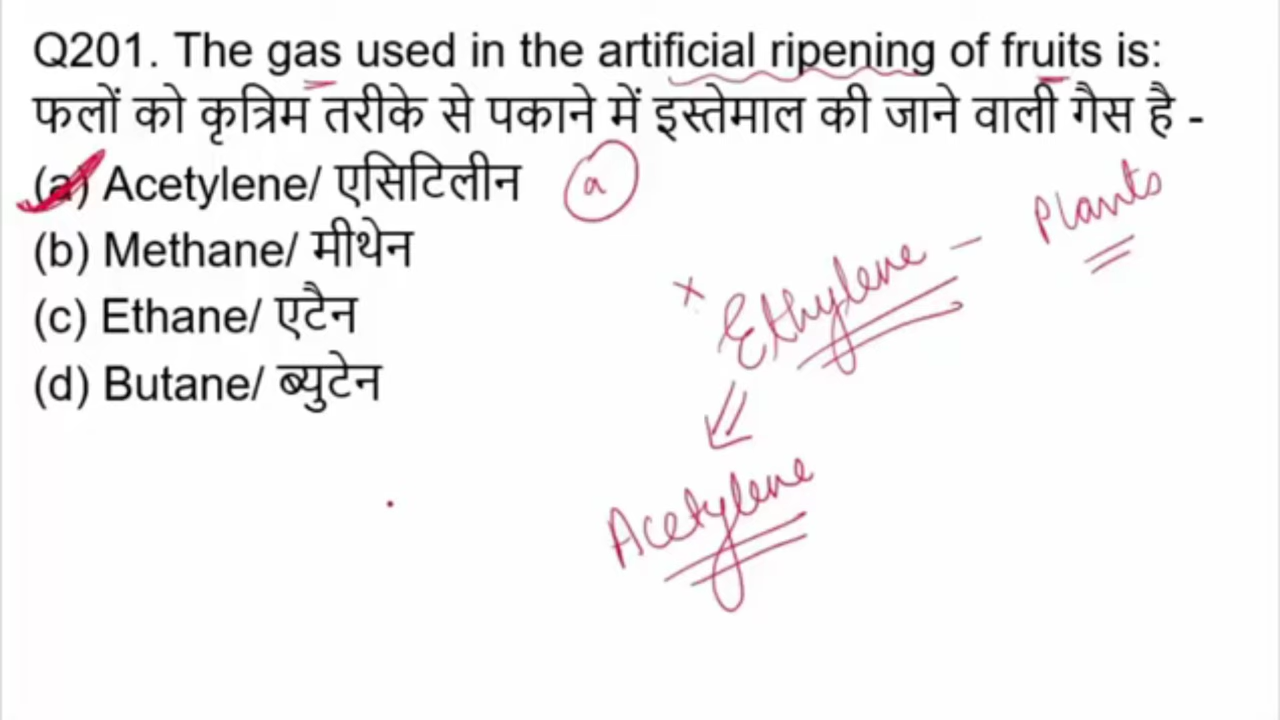 Q201. The gas used in the artificial ripening of fruits is:
फलों को कृत्रिम तरीके से पकाने में इस्तेमाल की जाने वाली गैस है -
(a) Acetylene/ एसिटिलीन a
(b) Methane/ मीथेन
(c) Ethane/ एटैन
(d) Butane/ ब्युटेन
x Ethylene - Plants
Acetylene